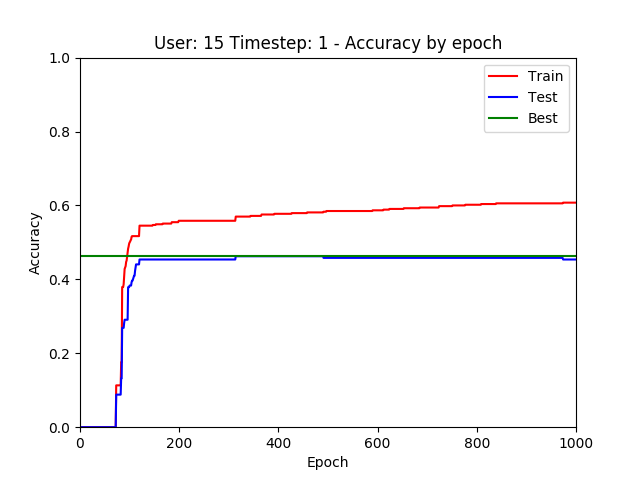 User: 15 Timestep: 1 - Accuracy by epoch
1.0
0.8
0.6
0.4
0.2
0.0
Accuracy
Train
Test
Best
0 200 400 600 800 1000
Epoch